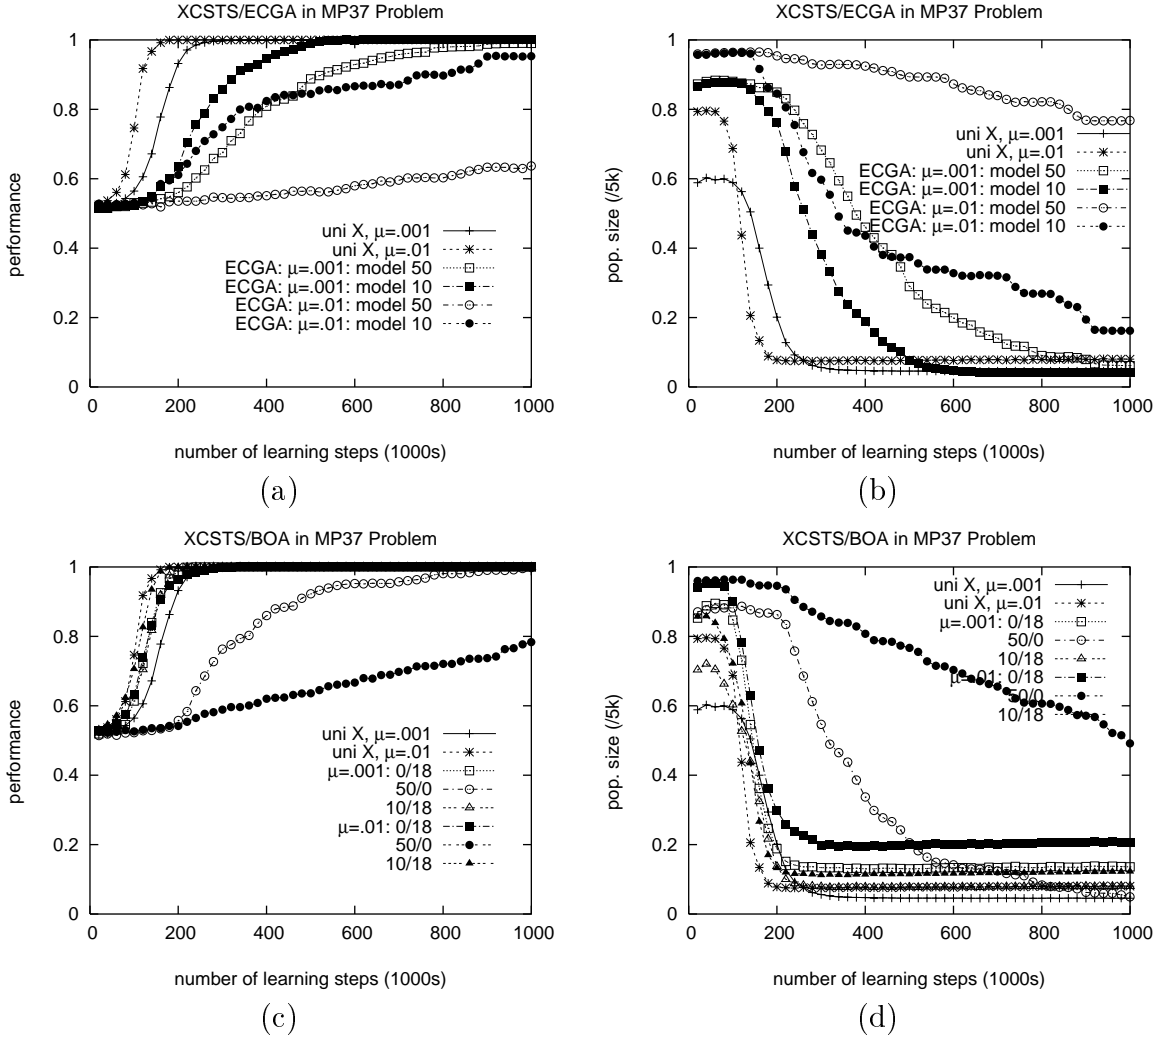 XCSTS/ECGA in MP37 Problem
1
0.8
0.6
0.4
0.2
0
performance
uni X, μ=.001
uni X, μ=.01
ECGA: μ=.001: model 50
ECGA: μ=.001: model 10
ECGA: μ=.01: model 50
ECGA: μ=.01: model 10
0 200 400 600 800 1000
number of learning steps (1000s)
(a)
XCSTS/ECGA in MP37 Problem
1
0.8
0.6
0.4
0.2
0
pop. size (/5k)
uni X, μ=.001
uni X, μ=.01
ECGA: μ=.001: model 50
ECGA: μ=.001: model 10
ECGA: μ=.01: model 50
ECGA: μ=.01: model 10
0 200 400 600 800 1000
number of learning steps (1000s)
(b)
XCSTS/BOA in MP37 Problem
1
0.8
0.6
0.4
0.2
0
performance
uni X, μ=.001
uni X, μ=.01
μ=.001: 0/18
50/0
10/18
μ=.01: 0/18
50/0
10/18
0 200 400 600 800 1000
number of learning steps (1000s)
(c)
XCSTS/BOA in MP37 Problem
1
0.8
0.6
0.4
0.2
0
pop. size (/5k)
uni X, μ=.001
uni X, μ=.01
μ=.001: 0/18
50/0
10/18
μ=.01: 0/18
50/0
10/18
0 200 400 600 800 1000
number of learning steps (1000s)
(d)